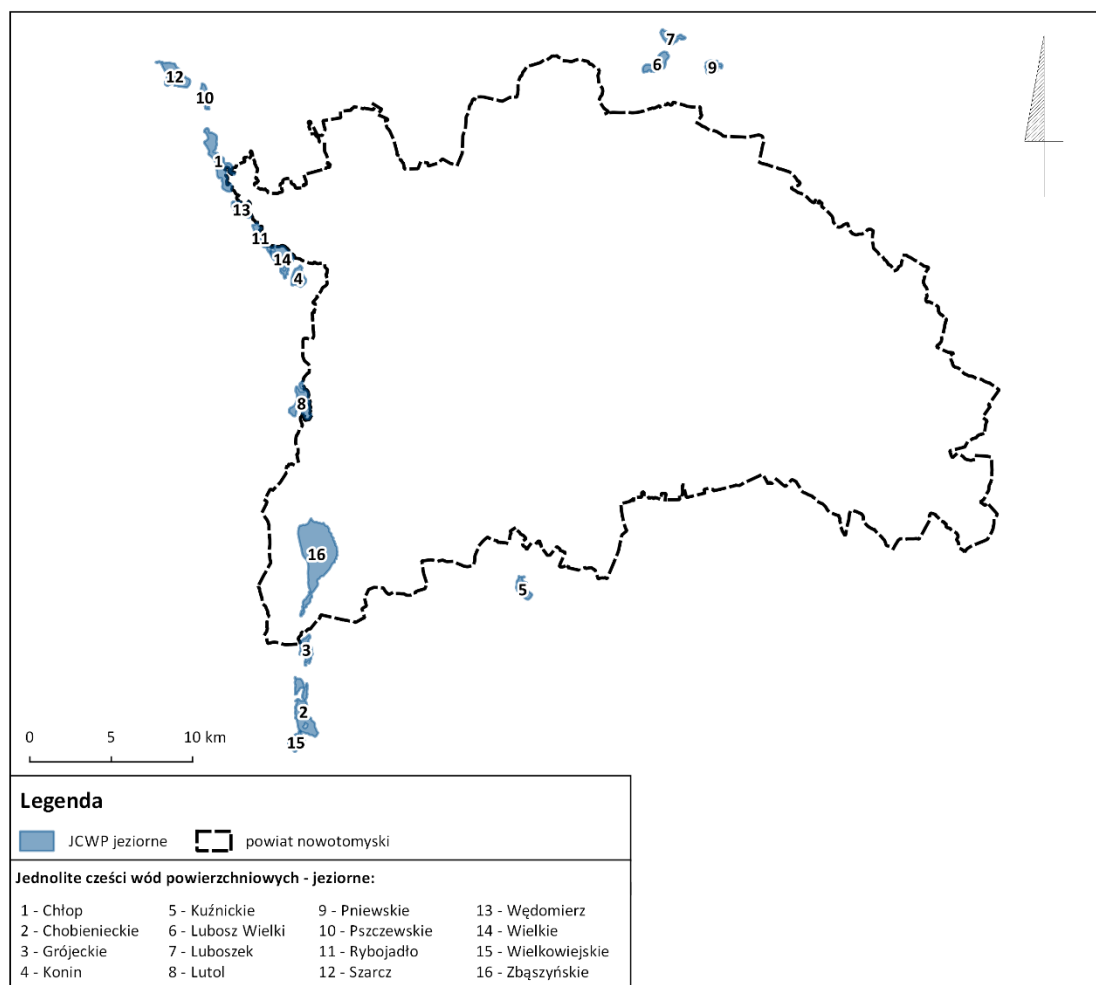 7
6
9
12
10
1
13
11
14
4
8
16
5
3
2
15
0 5 10 km
Legenda
JCWP jeziorne powiat nowotomyski
Jednolite cześci wód powierzchniowych - jeziorne:
1 - Chłop 5 - Kuźnickie 9 - Pniewskie 13 - Wędomierz
2 - Chobienieckie 6 - Lubosz Wielki 10 - Pszczewskie 14 - Wielkie
3 - Grójeckie 7 - Luboszek 11 - Rybojadło 15 - Wielkowiejskie
4 - Konin 8 - Lutol 12 - Szarcz 16 - Zbąszyńskie